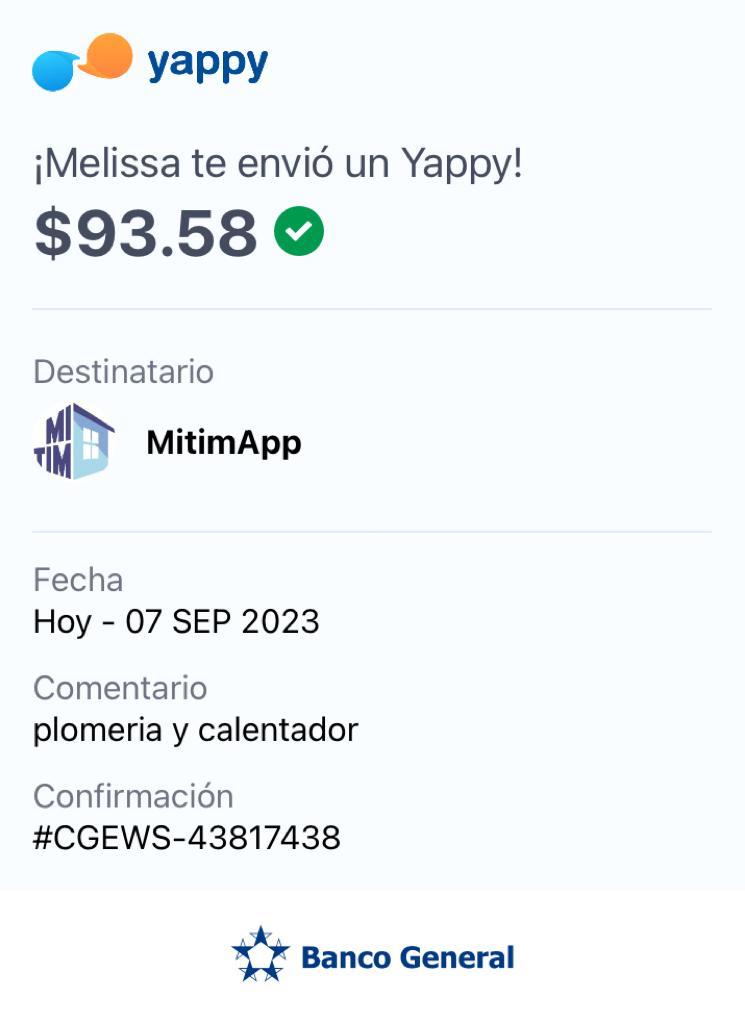 yappy
¡Melissa te envió un Yappy!
$93.58
Destinatario
MI
TIM
MitimApp
Fecha
Hoy - 07 SEP 2023
Comentario
plomeria y calentador
Confirmación
#CGEWS-43817438
Banco General